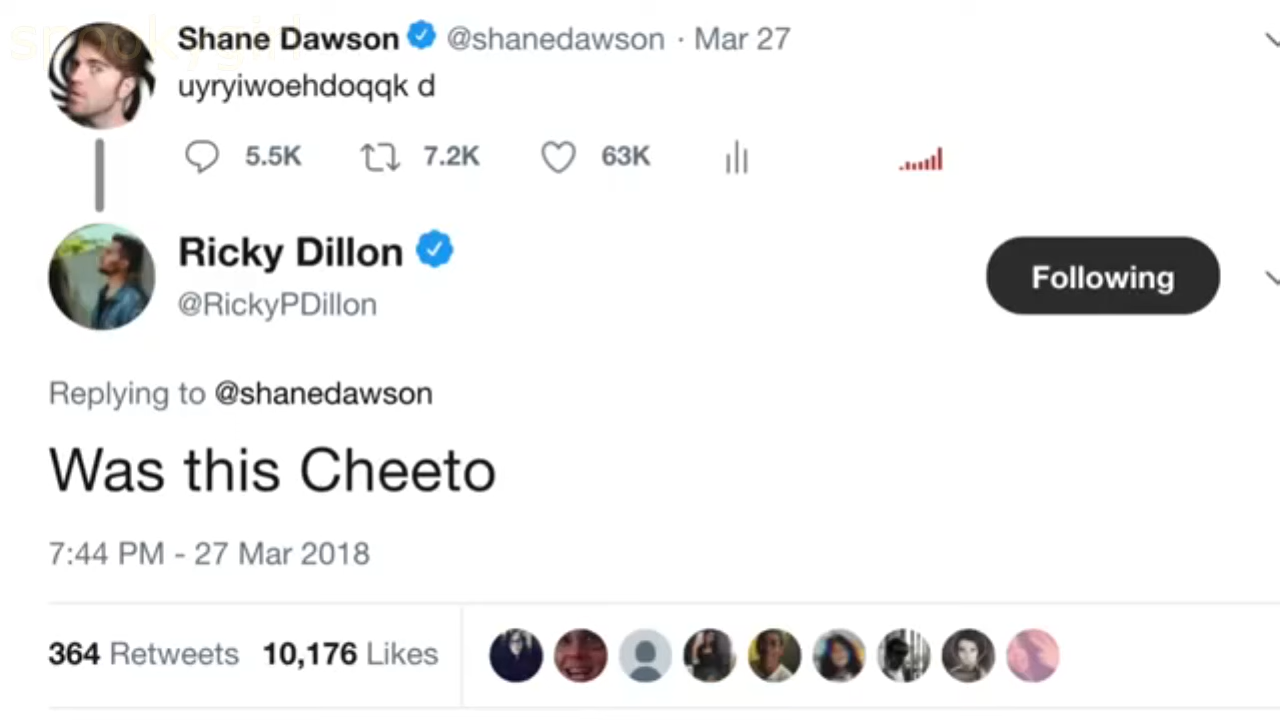 Shane Dawson @shanedawson · Mar 27
uyryiwoehdoqqk d
5.5K 7.2K 63K
Ricky Dillon
@RickyPDillon
Following
Replying to @shanedawson
Was this Cheeto
7:44 PM - 27 Mar 2018
364 Retweets 10,176 Likes